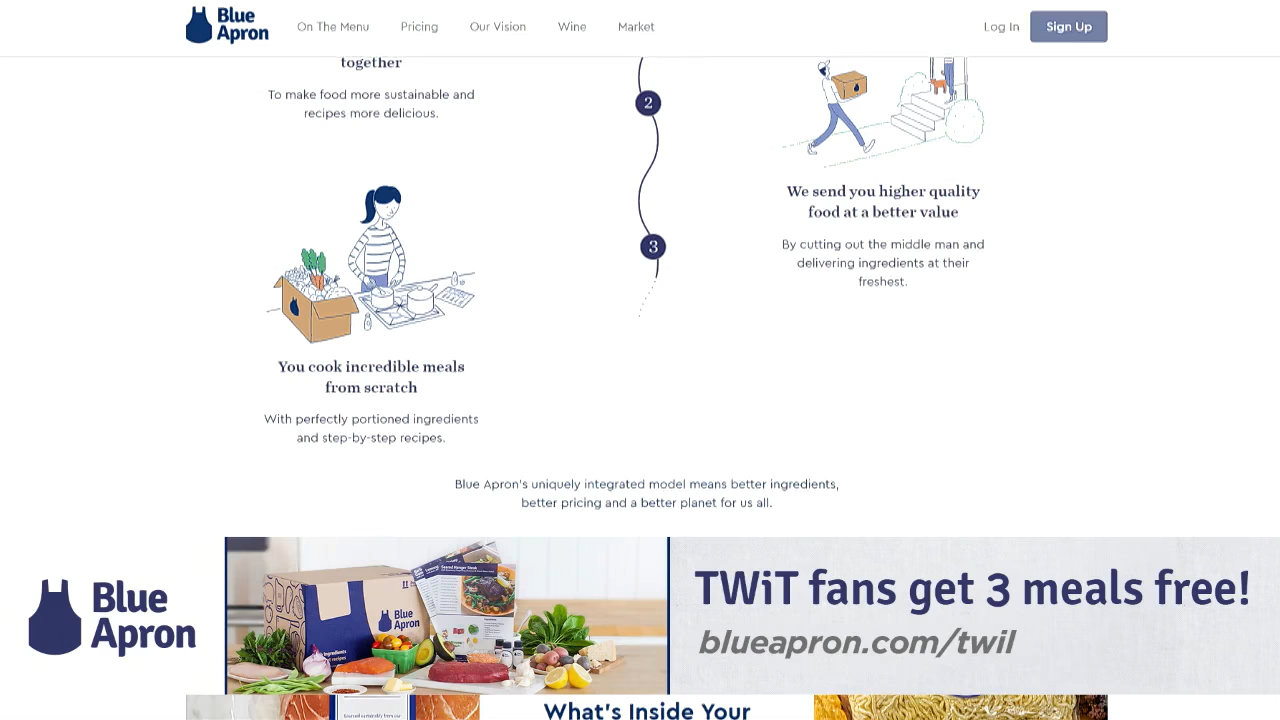 Blue
Apron
On The Menu
Pricing
Our Vision
Wine
Market
Log In
Sign Up
together
To make food more sustainable and
recipes more delicious.
2
We send you higher quality
food at a better value
By cutting out the middle man and
delivering ingredients at their
freshest.
3
You cook incredible meals
from scratch
With perfectly portioned ingredients
and step-by-step recipes.
Blue Apron's uniquely integrated model means better ingredients,
better pricing and a better planet for us all.
Blue
Apron
Blue
Apron
TWiT fans get 3 meals free!
blueapron.com/twil
What's Inside Your